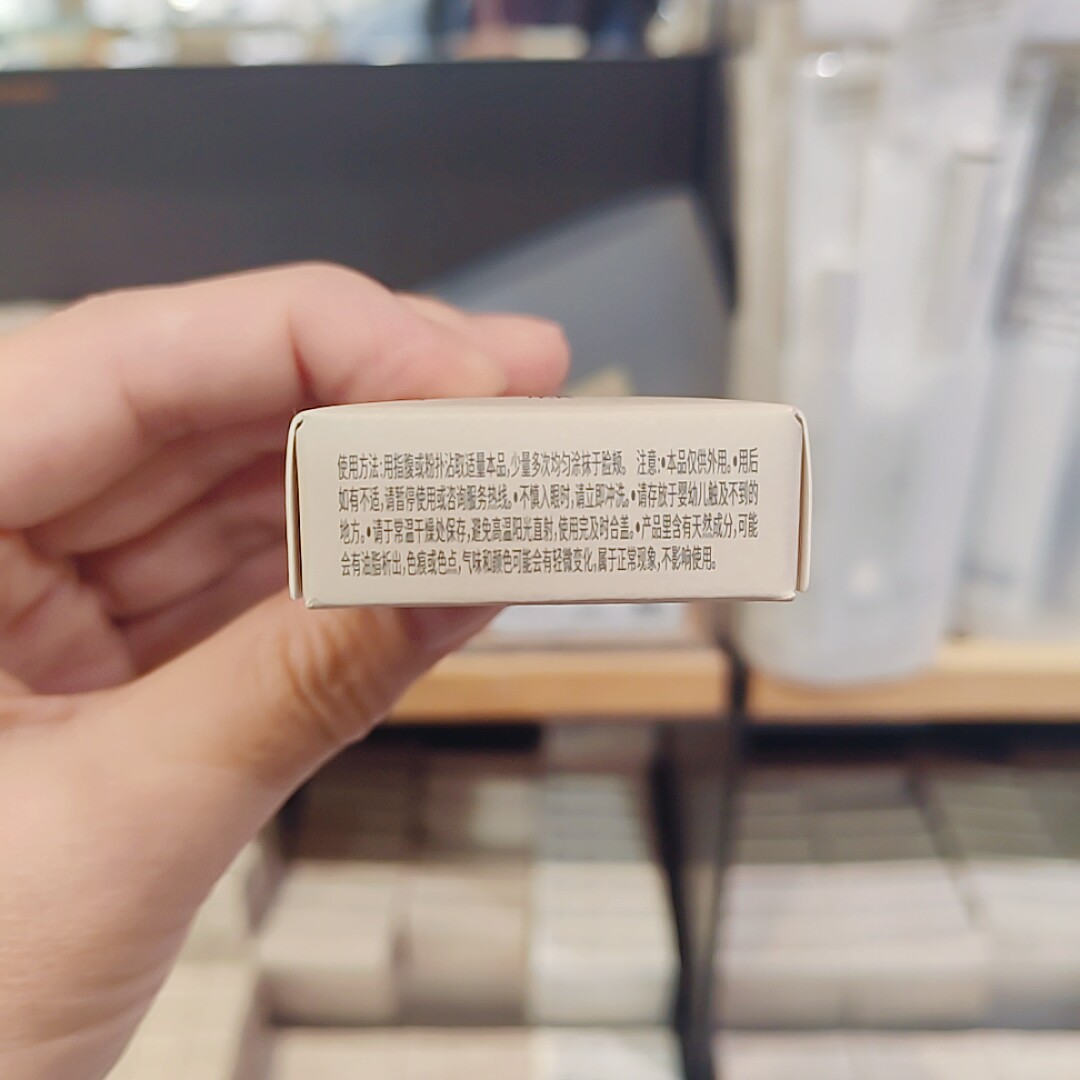 使用方法:用指腹或粉扑沾取适量本品,少量多次均匀涂抹于脸颊。 注意:•本品仅供外用。•用后
如有不适,请暂停使用或咨询服务热线。•不慎入眼时,请立即冲洗。•请存放于婴幼儿触及不到的
地方。•请于常温干燥处保存,避免高温阳光直射,使用完及时合盖。•产品里含有天然成分,可能
会有油脂析出,色痕或色点,气味和颜色可能会有轻微变化,属于正常现象,不影响使用。